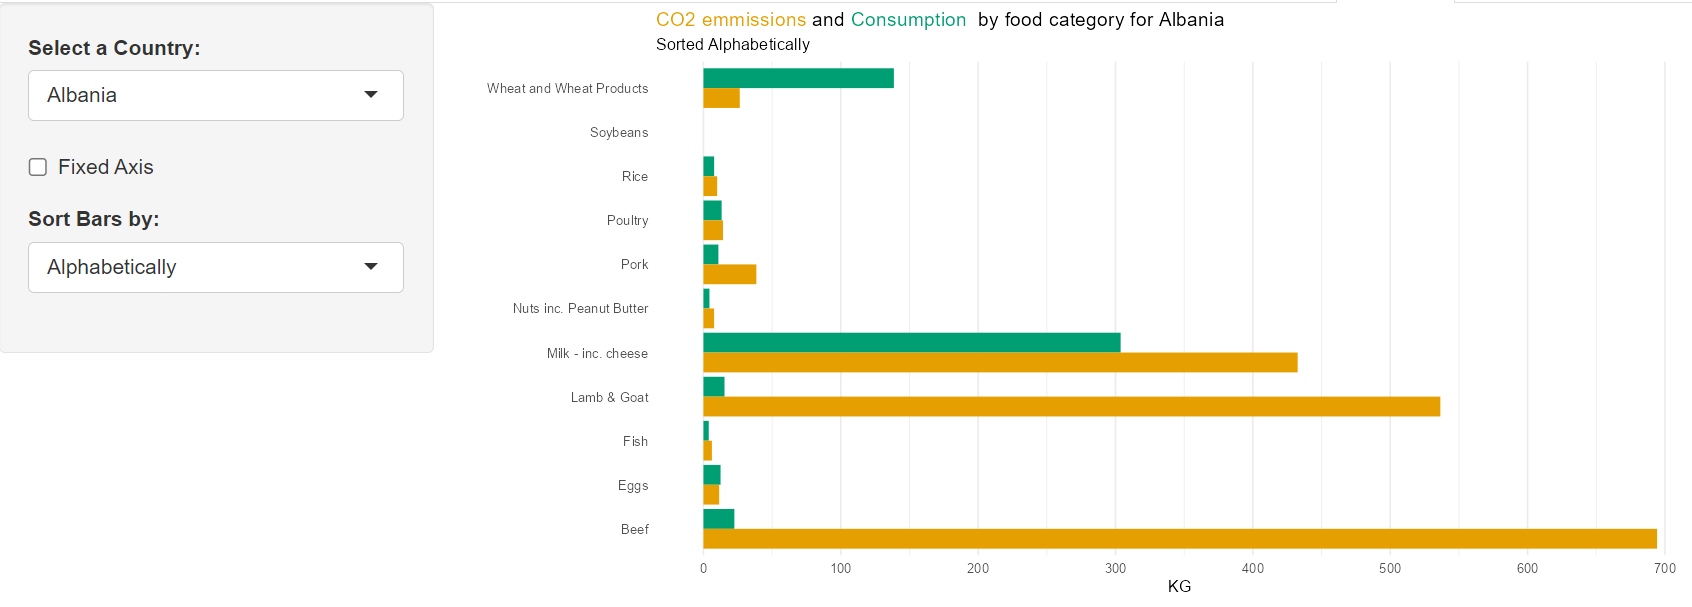 Select a Country:
Albania
Fixed Axis
Sort Bars by:
Alphabetically
CO2 emmissions and Consumption by food category for Albania
Sorted Alphabetically
Wheat and Wheat Products
Soybeans
Rice
Poultry
Pork
Nuts inc. Peanut Butter
Milk - inc. cheese
Lamb & Goat
Fish
Eggs
Beef
0 100 200 300 400 500 600 700
KG